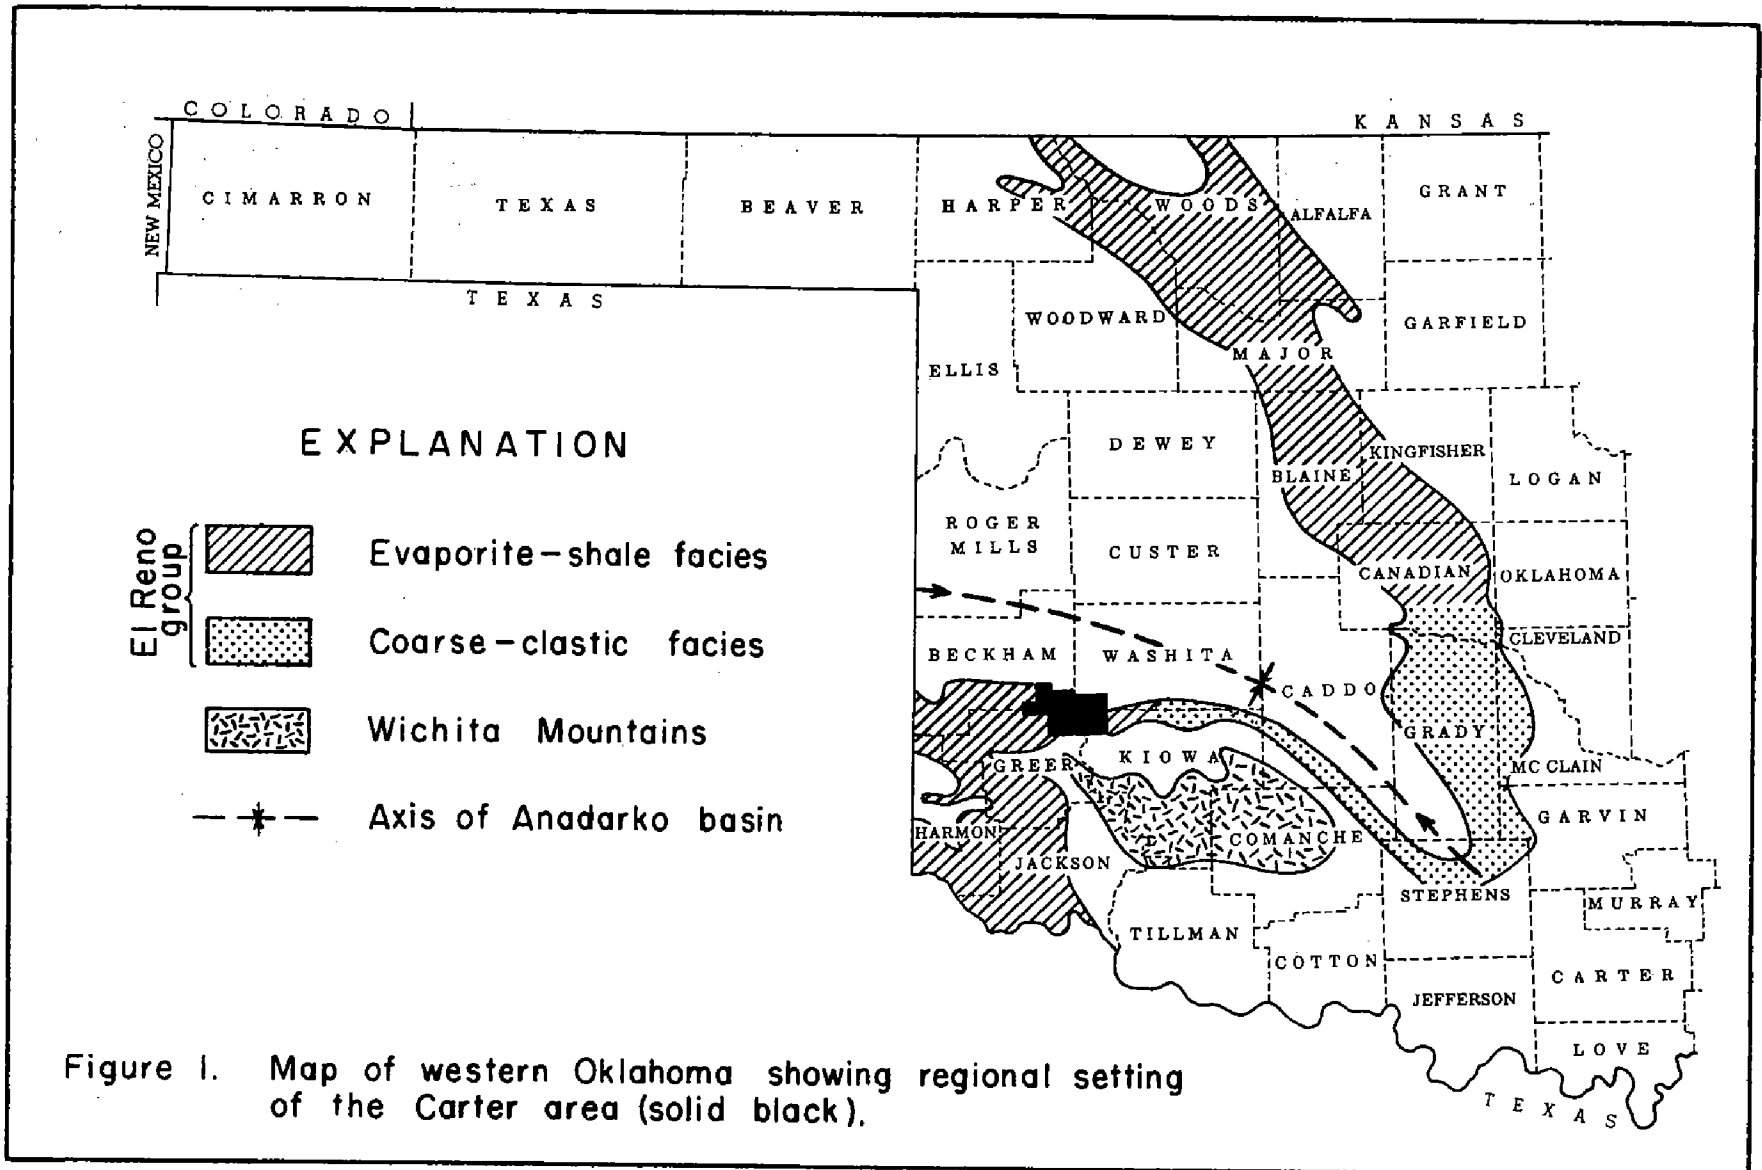 COLORADO
KANSAS
NEW MEXICO
CIMARRON
TEXAS
BEAVER
HARPER
WOODS
ALFALFA
GRANT
TEXAS
WOODWARD
GARFIELD
MAJOR
ELLIS
EXPLANATION
DEWEY
KINGFISHER
BLAINE
LOGAN
ROGER
MILLS
CUSTER
El Reno
group
Evaporite-shale facies
CANADIAN
OKLAHOMA
Coarse-clastic facies
CLEVELAND
BECKHAM
WASHITA
CADDO
Wichita Mountains
GRADY
GREER
KIOWA
MC CLAIN
Axis of Anadarko basin
GARVIN
HARMON
COMANCHE
JACKSON
STEPHENS
MURRAY
TILLMAN
COTTON
CARTER
JEFFERSON
LOVE
TEXAS
Figure 1. Map of western Oklahoma showing regional setting
of the Carter area (solid black).